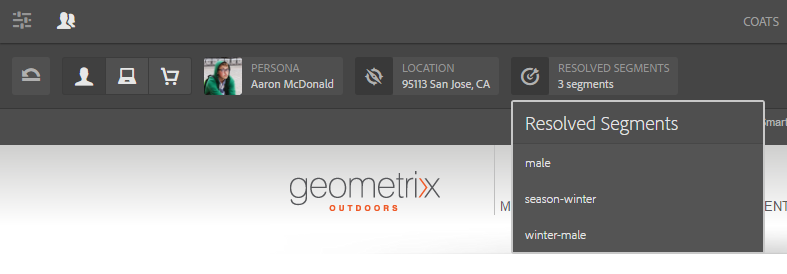 COATS
PERSONA
Aaron McDonald
LOCATION
95113 San Jose, CA
RESOLVED SEGMENTS
3 segments
Resolved Segments
male
season-winter
winter-male
geometrixx
OUTDOORS